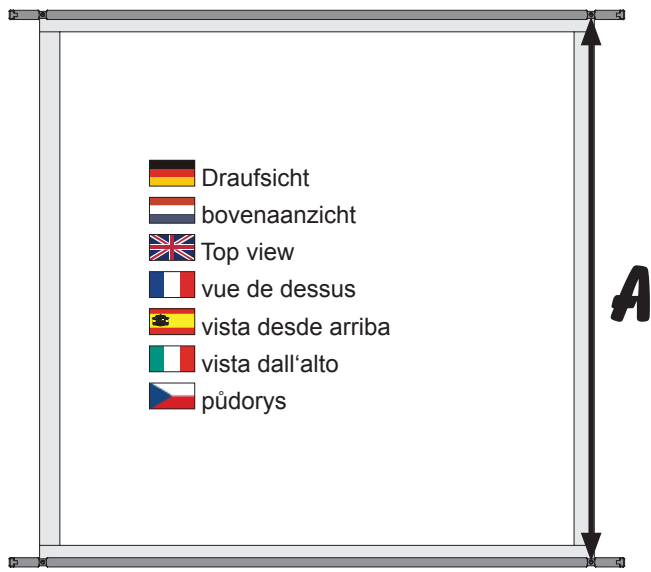 Draufsicht
bovenaanzicht
Top view
vue de dessus
vista desde arriba
vista dall‘alto
půdorys
A